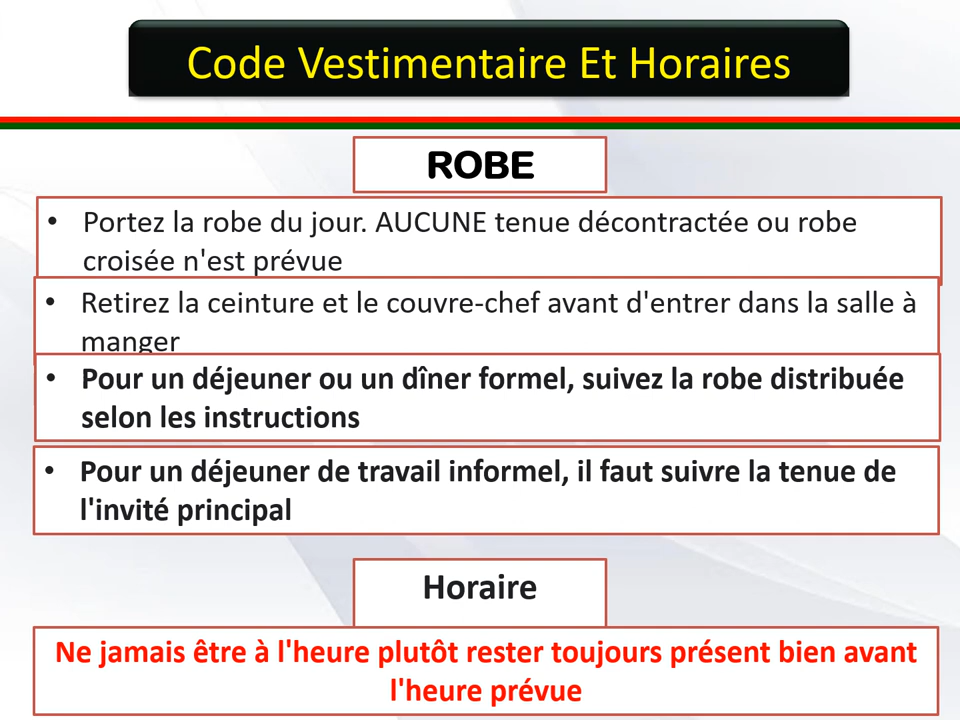 Code Vestimentaire Et Horaires
ROBE
• Portez la robe du jour. AUCUNE tenue décontractée ou robe
croisée n'est prévue
• Retirez la ceinture et le couvre-chef avant d'entrer dans la salle à
manger
• Pour un déjeuner ou un dîner formel, suivez la robe distribuée
selon les instructions
• Pour un déjeuner de travail informel, il faut suivre la tenue de
l'invité principal
Horaire
Ne jamais être à l'heure plutôt rester toujours présent bien avant
l'heure prévue